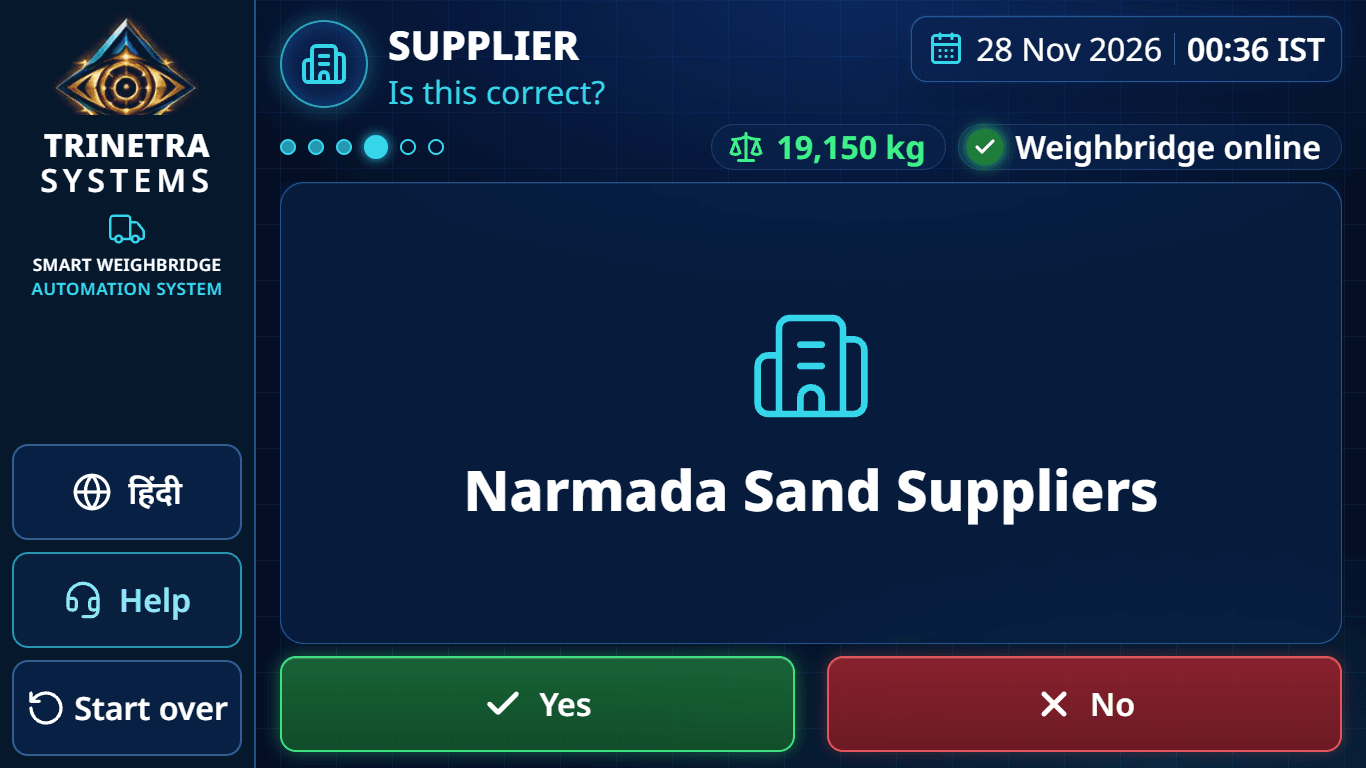 TRINETRA
SYSTEMS
SMART WEIGHBRIDGE
AUTOMATION SYSTEM
हिंदी
Help
Start over
SUPPLIER
Is this correct?
28 Nov 2026
00:36 IST
19,150 kg
Weighbridge online
Narmada Sand Suppliers
Yes
No